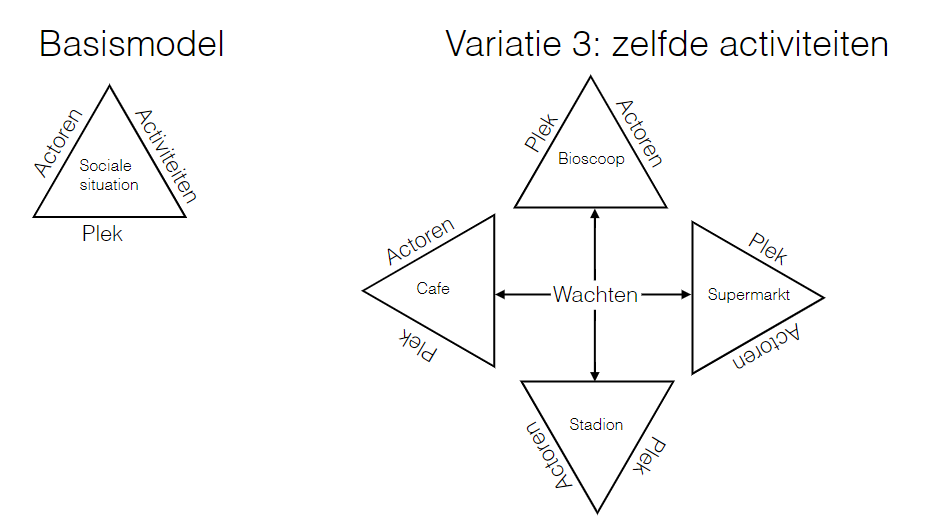 Basismodel
Actoren
Activiteiten
Sociale
situation
Plek
Variatie 3: zelfde activiteiten
Plek
Actoren
Bioscoop
Actoren
Cafe
Plek
Wachten
Plek
Supermarkt
Actoren
Stadion
Actoren
Plek